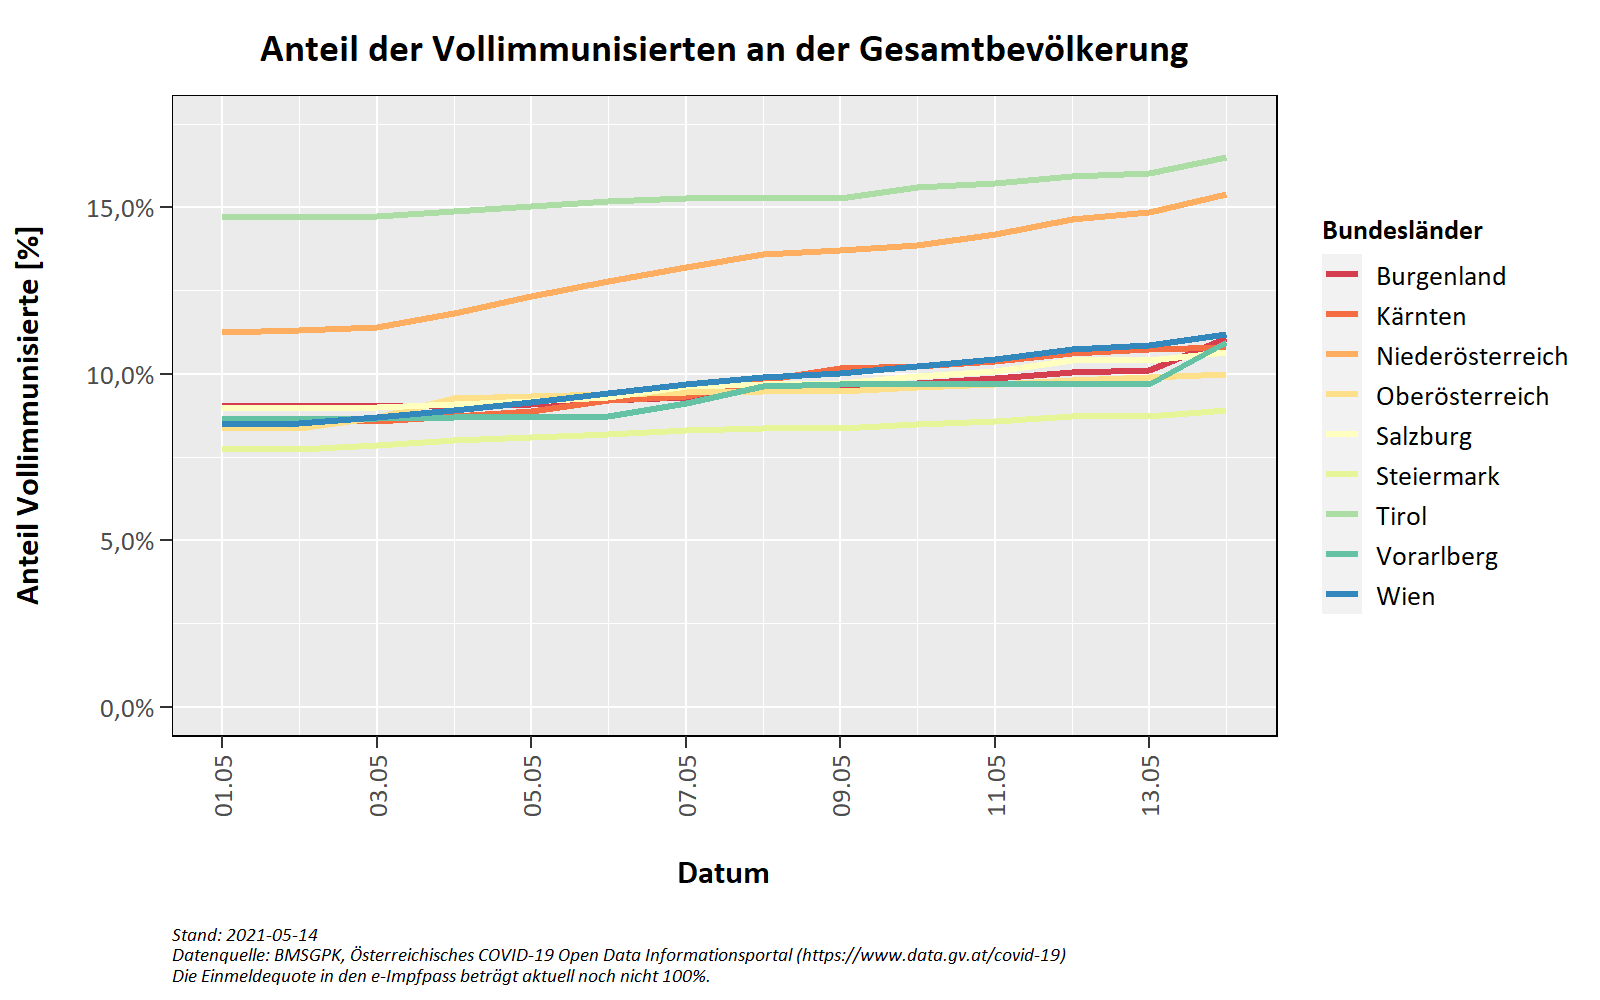 Anteil der Vollimmunisierten an der Gesamtbevölkerung
Anteil Vollimmunisierte [%]
15,0%
10,0%
5,0%
0,0%
01.05
03.05
05.05
07.05
09.05
11.05
13.05
Datum
Bundesländer
Burgenland
Kärnten
Niederösterreich
Oberösterreich
Salzburg
Steiermark
Tirol
Vorarlberg
Wien
Stand: 2021-05-14
Datenquelle: BMSGPK, Österreichisches COVID-19 Open Data Informationsportal (https://www.data.gv.at/covid-19)
Die Einmeldequote in den e-Impfpass beträgt aktuell noch nicht 100%.